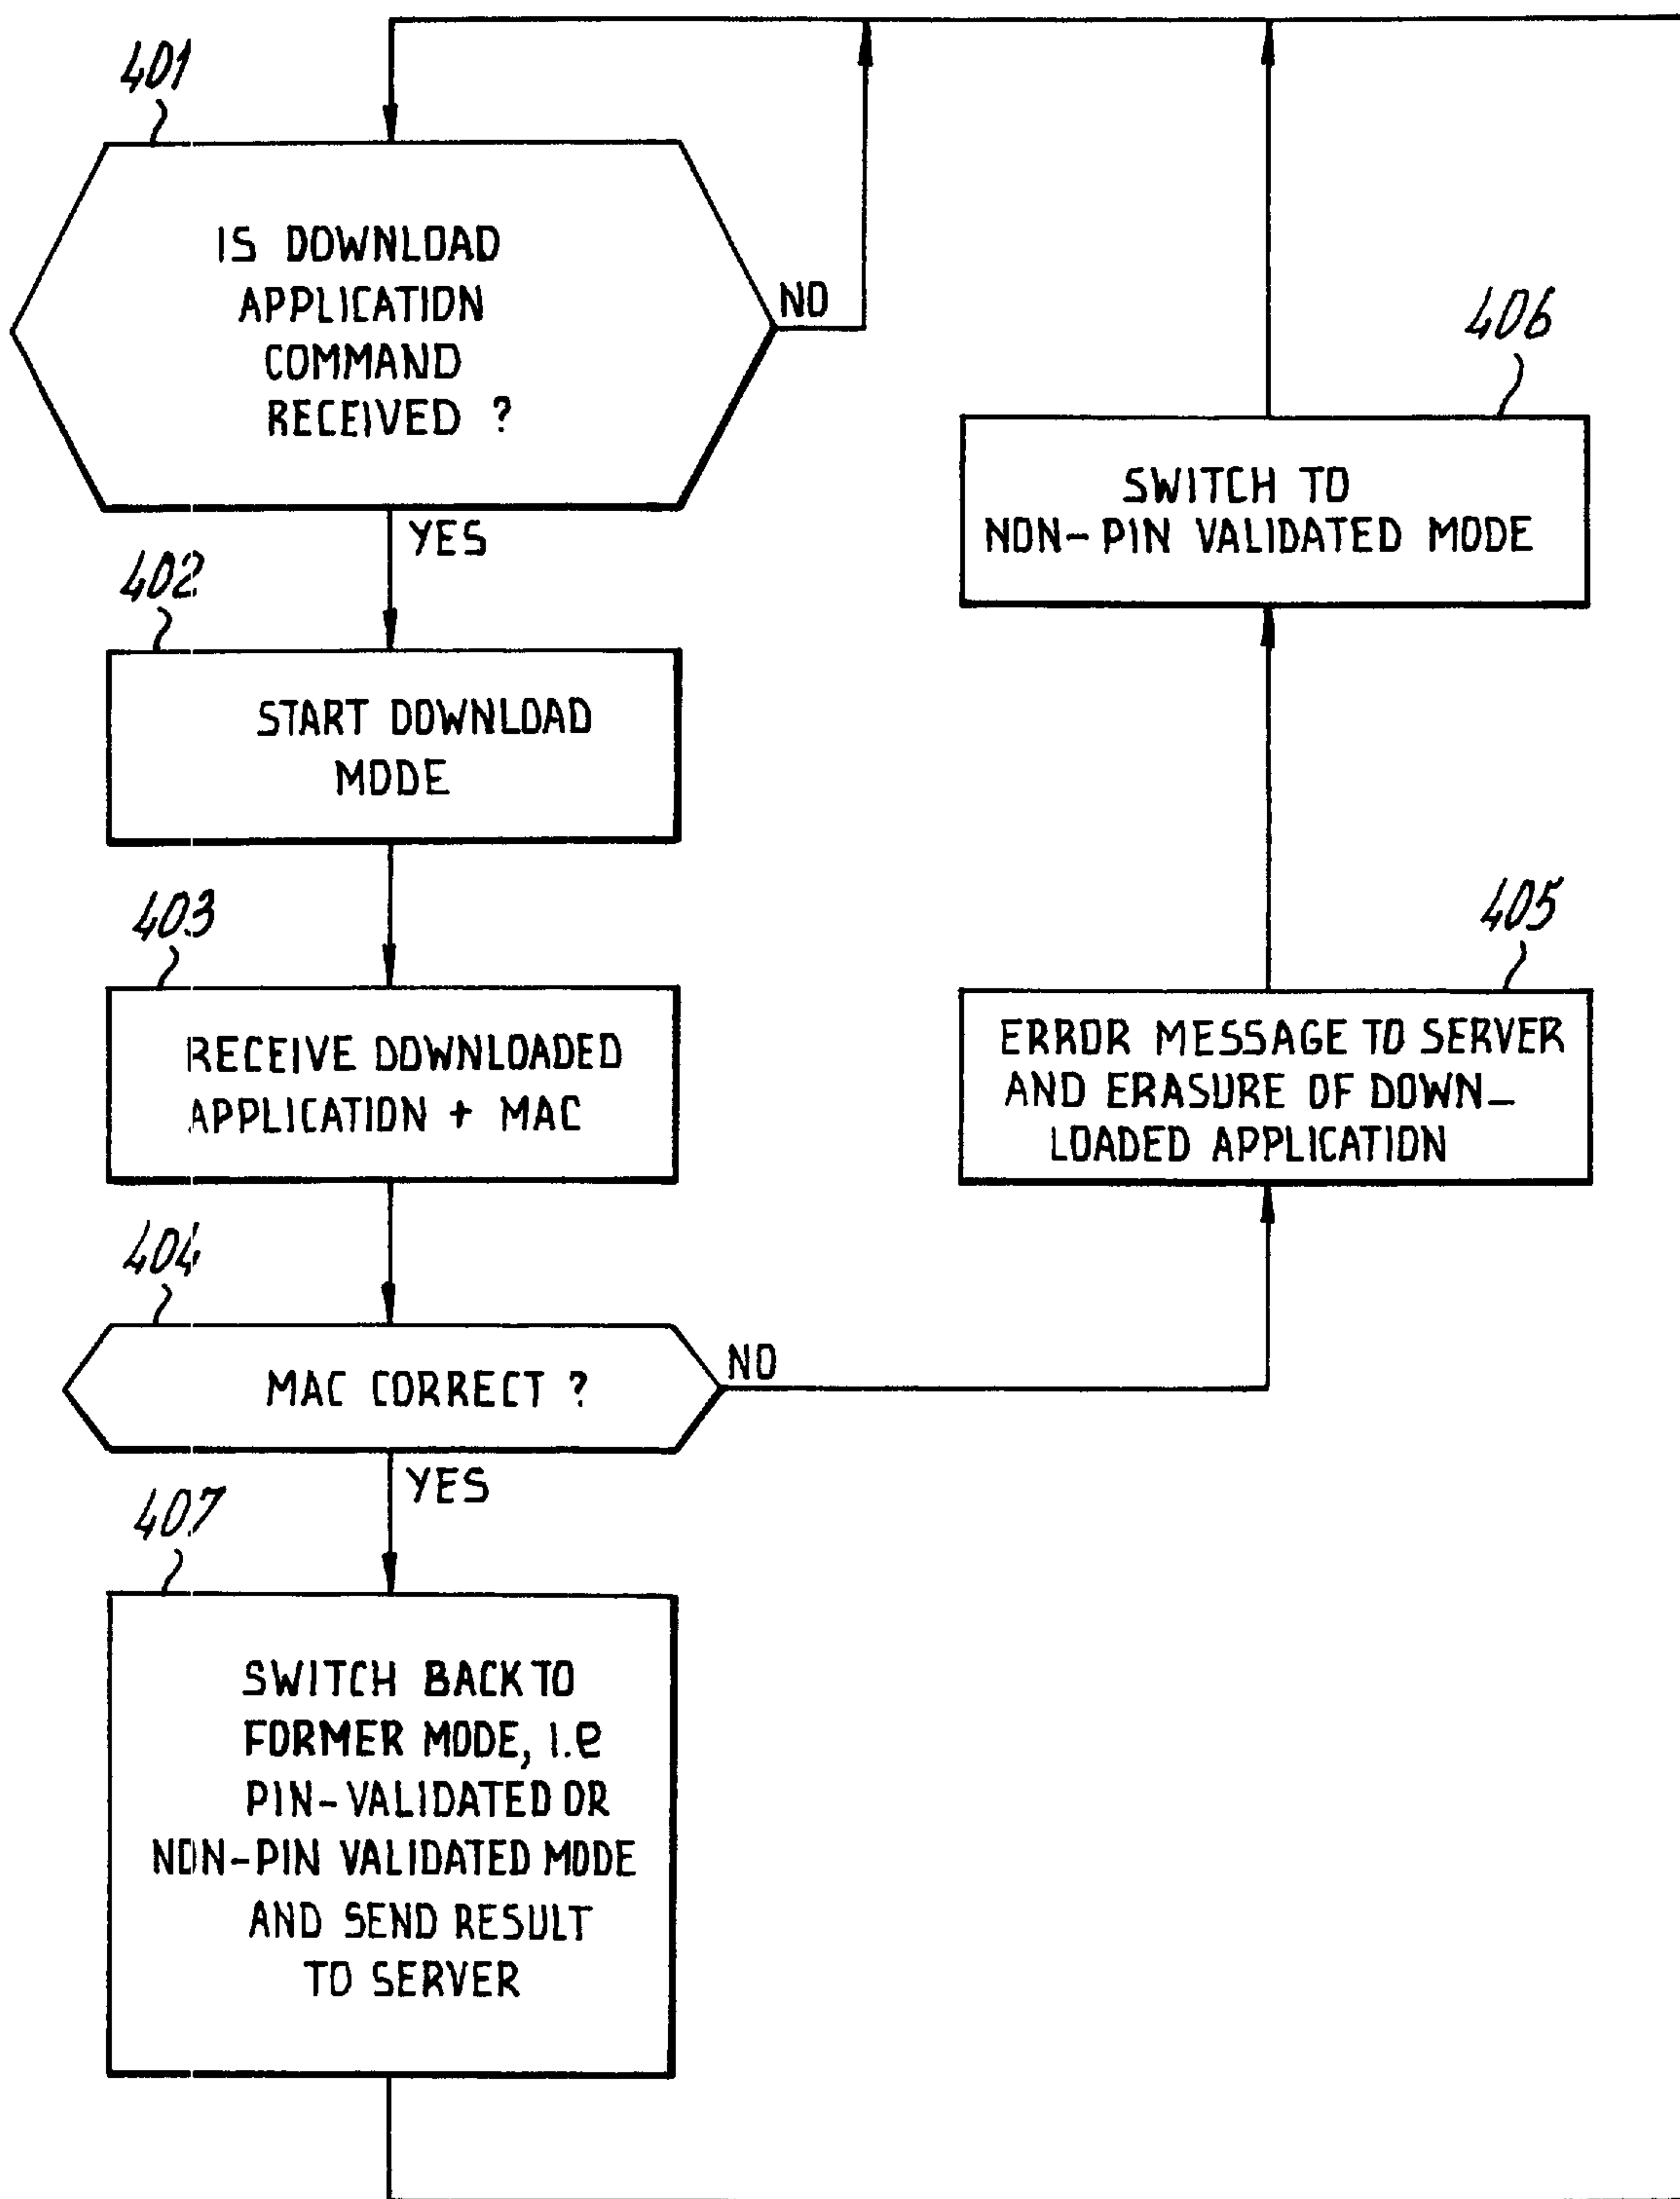 401
IS DOWNLOAD
APPLICATION
COMMAND
RECEIVED ?
NO
YES
402
START DOWNLOAD
MODE
403
RECEIVE DOWNLOADED
APPLICATION + MAC
404
MAC CORRECT ?
NO
YES
405
ERROR MESSAGE TO SERVER
AND ERASURE OF DOWN-
LOADED APPLICATION
406
SWITCH TO
NON-PIN VALIDATED MODE
407
SWITCH BACK TO
FORMER MODE, i.e
PIN-VALIDATED OR
NON-PIN VALIDATED MODE
AND SEND RESULT
TO SERVER